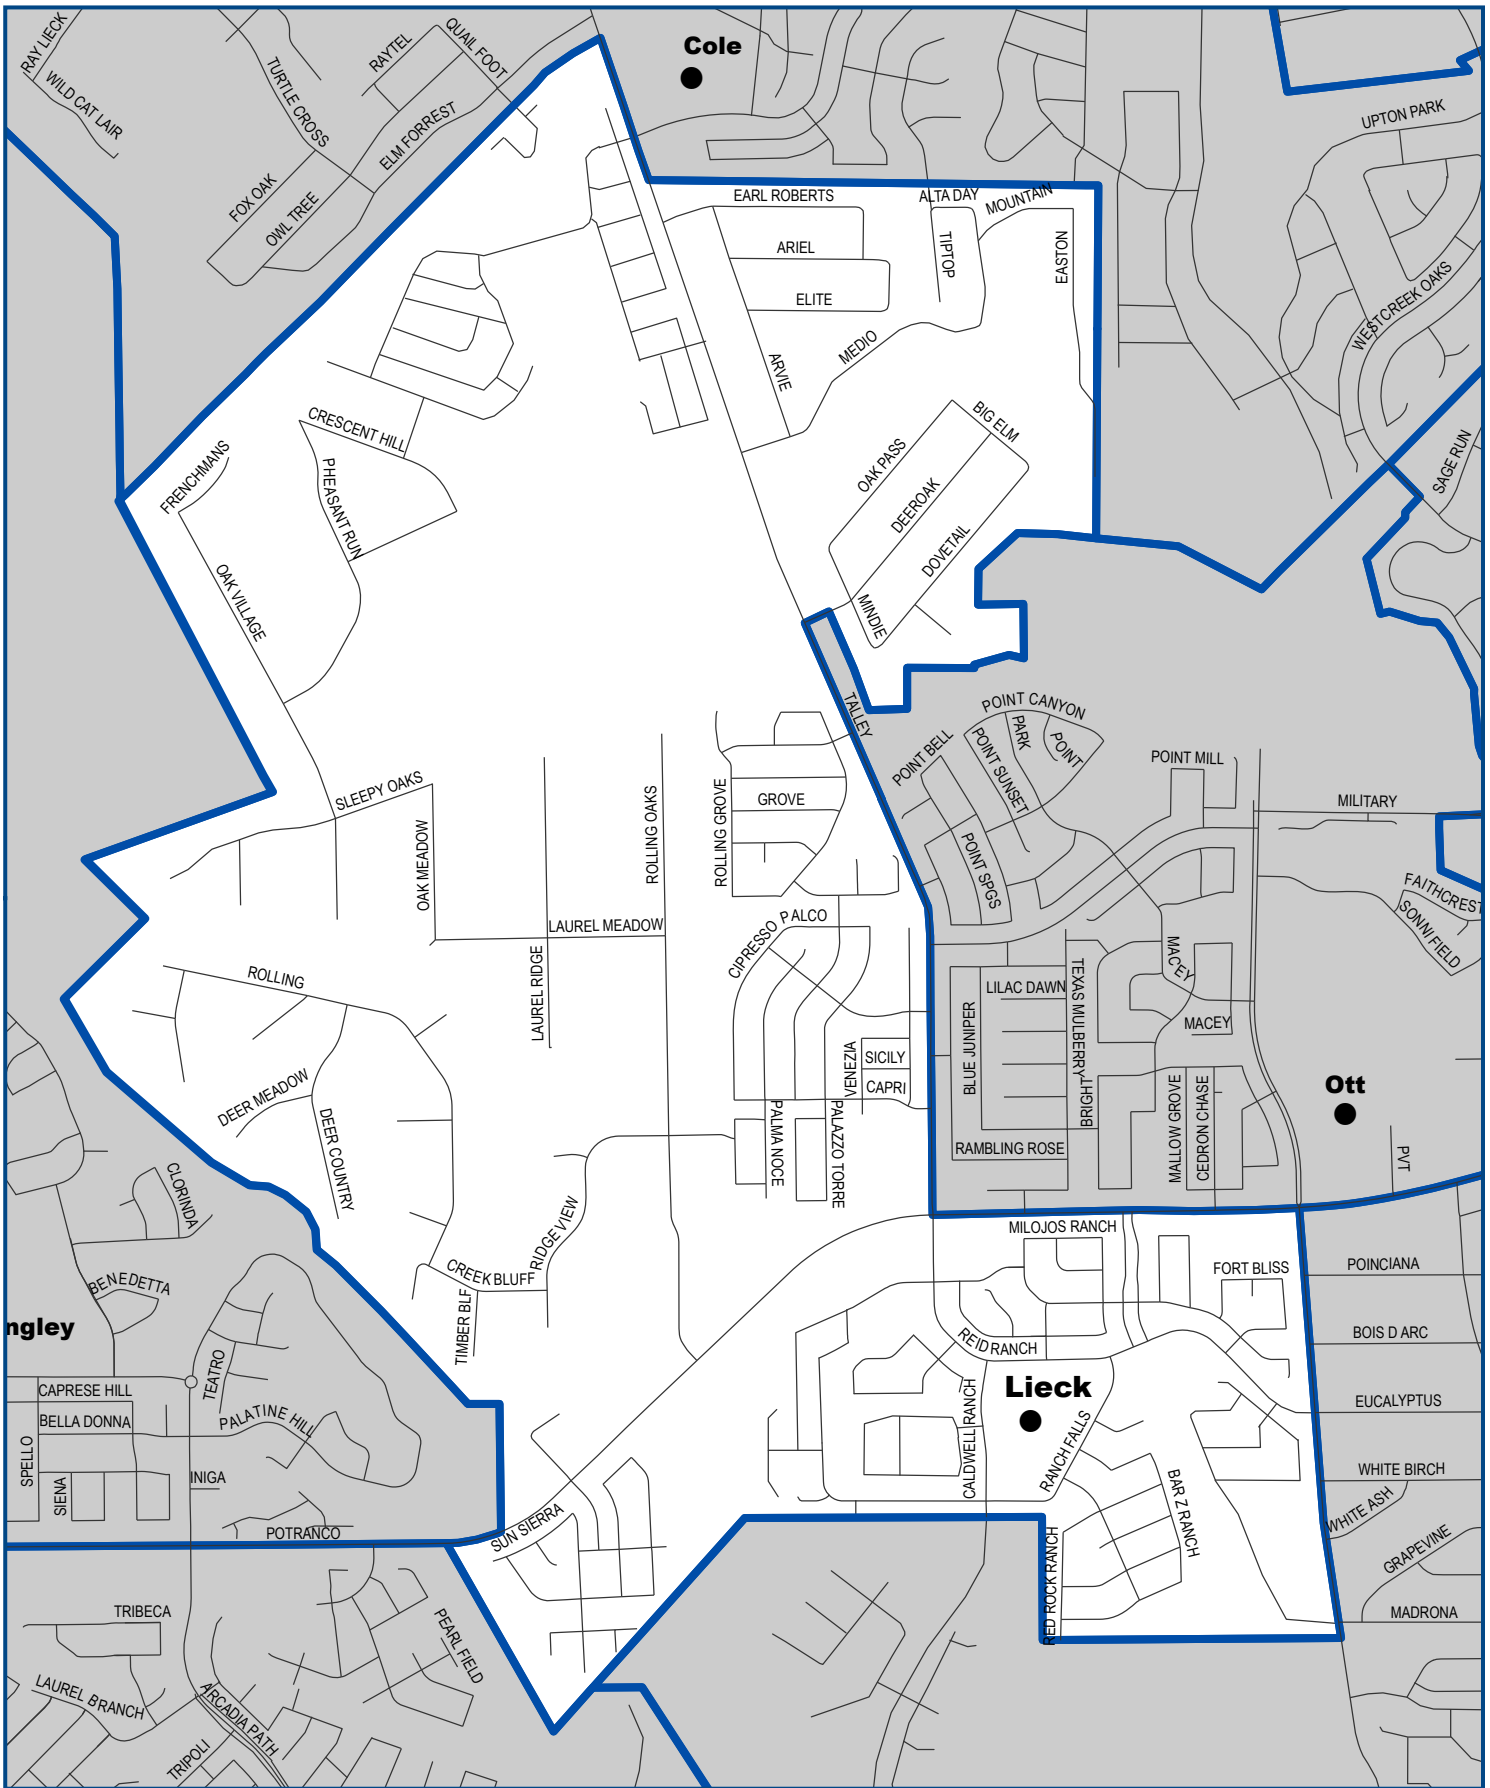 RAY LIECK
WILD CAT LAIR
TURTLE CROSS
RAYTEL
QUAIL FOOT
ELM FORREST
FOX OAK
OWL TREE
Cole
UPTON PARK
WESTCREEK OAKS
SAGE RUN
EARL ROBERTS
ALTA DAY
MOUNTAIN
ARIEL
TIPTOP
EASTON
ELITE
ARVIE
MEDIO
BIG ELM
OAK PASS
DEEROAK
DOVETAIL
MINDIE
CRESCENT HILL
FRENCHMANS
PHEASANT RUN
OAK VILLAGE
TALLEY
POINT CANYON
PARK
POINT
POINT BELL
POINT SUNSET
POINT MILL
POINT SPGS
MILITARY
FAITHCREST
SONNI FIELD
SLEEPY OAKS
OAK MEADOW
ROLLING OAKS
ROLLING GROVE
GROVE
LAUREL MEADOW
LAUREL RIDGE
CIPRESSO
PALCO
ROLLING
DEER MEADOW
DEER COUNTRY
VENEZIA
SICILY
CAPRI
PALMA NOCE
PALAZZO TORRE
LILAC DAWN
TEXAS MULBERRY
BLUE JUNIPER
BRIGHT
RAMBLING ROSE
MACEY
MACEY
MALLOW GROVE
CEDRON CHASE
Ott
PVT
CLORINDA
BENEDETTA
ngley
TEATRO
CAPRESE HILL
BELLA DONNA
PALATINE HILL
SPELLO
SIENA
INIGA
POTRANCO
RIDGE VIEW
CREEK BLUFF
TIMBER BLF
MILOJOS RANCH
FORT BLISS
REID RANCH
Lieck
CALDWELL RANCH
RANCH FALLS
BAR Z RANCH
RED ROCK RANCH
SUN SIERRA
POINCIANA
BOIS D ARC
EUCALYPTUS
WHITE BIRCH
WHITE ASH
GRAPEVINE
MADRONA
TRIBECA
PEARL FIELD
LAUREL BRANCH
ARCADIA PATH
TRIPOLI